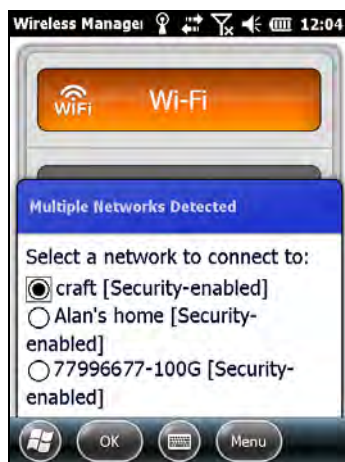 Wireless Manager 12:04
WiFi Wi-Fi
Multiple Networks Detected
Select a network to connect to:
craft [Security-enabled]
Alan's home [Security-
enabled]
77996677-100G [Security-
enabled]
OK Menu